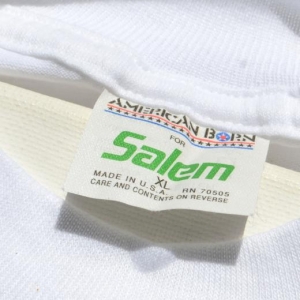 AMERICAN BORN
FOR
Salem
XL
MADE IN U.S.A. RN 70505
CARE AND CONTENTS ON REVERSE